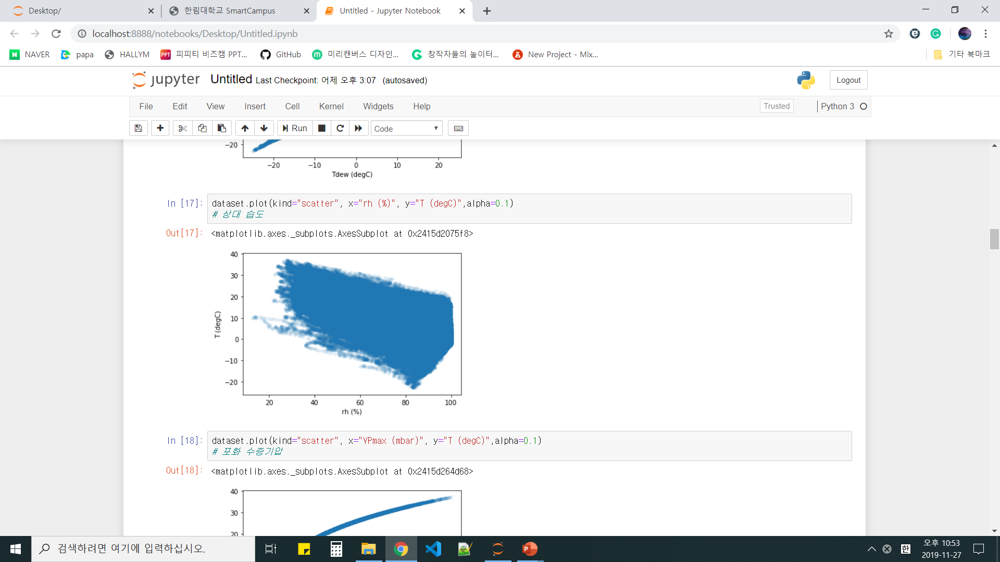 Desktop/
한림대학교 SmartCampus
Untitled - Jupyter Notebook
localhost:8888/notebooks/Desktop/Untitled.ipynb
NAVER
papa
HALLYM
PPT 피피티 비즈캠 PPT...
GitHub
미리캔버스 디자인...
창작자들의 놀이터...
New Project - Mix...
기타 북마크
jupyter Untitled Last Checkpoint: 어제 오후 3:07 (autosaved)
Logout
File Edit View Insert Cell Kernel Widgets Help
Trusted
Python 3
Run
Code
−20
−20 −10 0 10 20
Tdew (degC)
In [17]: dataset.plot(kind="scatter", x="rh (%)", y="T (degC)",alpha=0.1)
# 상대 습도
Out[17]: <matplotlib.axes._subplots.AxesSubplot at 0x2415d2075f8>
40
30
20
10
0
−10
−20
T (degC)
20 40 60 80 100
rh (%)
In [18]: dataset.plot(kind="scatter", x="VPmax (mbar)", y="T (degC)",alpha=0.1)
# 포화 수증기압
Out[18]: <matplotlib.axes._subplots.AxesSubplot at 0x2415d264d68>
40
30
20
검색하려면 여기에 입력하십시오.
한
오후 10:53
2019-11-27